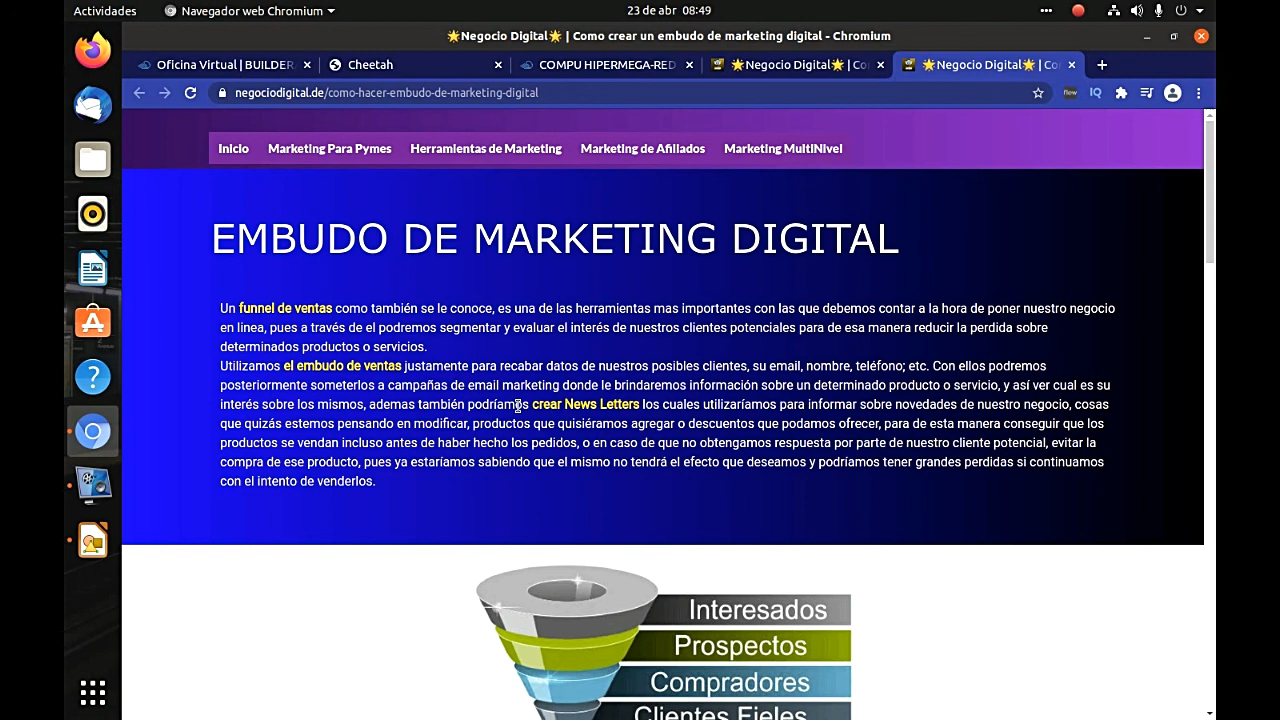 Actividades
Navegador web Chromium
23 de abr 08:49
🌟Negocio Digital🌟 | Como crear un embudo de marketing digital - Chromium
Oficina Virtual | BUILDER
Cheetah
COMPU HIPERMEGA-RED
🌟Negocio Digital🌟 | Co
🌟Negocio Digital🌟 | Co
negociodigital.de/como-hacer-embudo-de-marketing-digital
flow
IQ
Inicio
Marketing Para Pymes
Herramientas de Marketing
Marketing de Afiliados
Marketing MultiNivel
EMBUDO DE MARKETING DIGITAL
Un funnel de ventas como también se le conoce, es una de las herramientas mas importantes con las que debemos contar a la hora de poner nuestro negocio
en linea, pues a través de el podremos segmentar y evaluar el interés de nuestros clientes potenciales para de esa manera reducir la perdida sobre
determinados productos o servicios.
Utilizamos el embudo de ventas justamente para recabar datos de nuestros posibles clientes, su email, nombre, teléfono; etc. Con ellos podremos
posteriormente someterlos a campañas de email marketing donde le brindaremos información sobre un determinado producto o servicio, y así ver cual es su
interés sobre los mismos, ademas también podríamos crear News Letters los cuales utilizaríamos para informar sobre novedades de nuestro negocio, cosas
que quizás estemos pensando en modificar, productos que quisiéramos agregar o descuentos que podamos ofrecer, para de esta manera conseguir que los
productos se vendan incluso antes de haber hecho los pedidos, o en caso de que no obtengamos respuesta por parte de nuestro cliente potencial, evitar la
compra de ese producto, pues ya estaríamos sabiendo que el mismo no tendrá el efecto que deseamos y podríamos tener grandes perdidas si continuamos
con el intento de venderlos.
Interesados
Prospectos
Compradores
Clientes Fieles